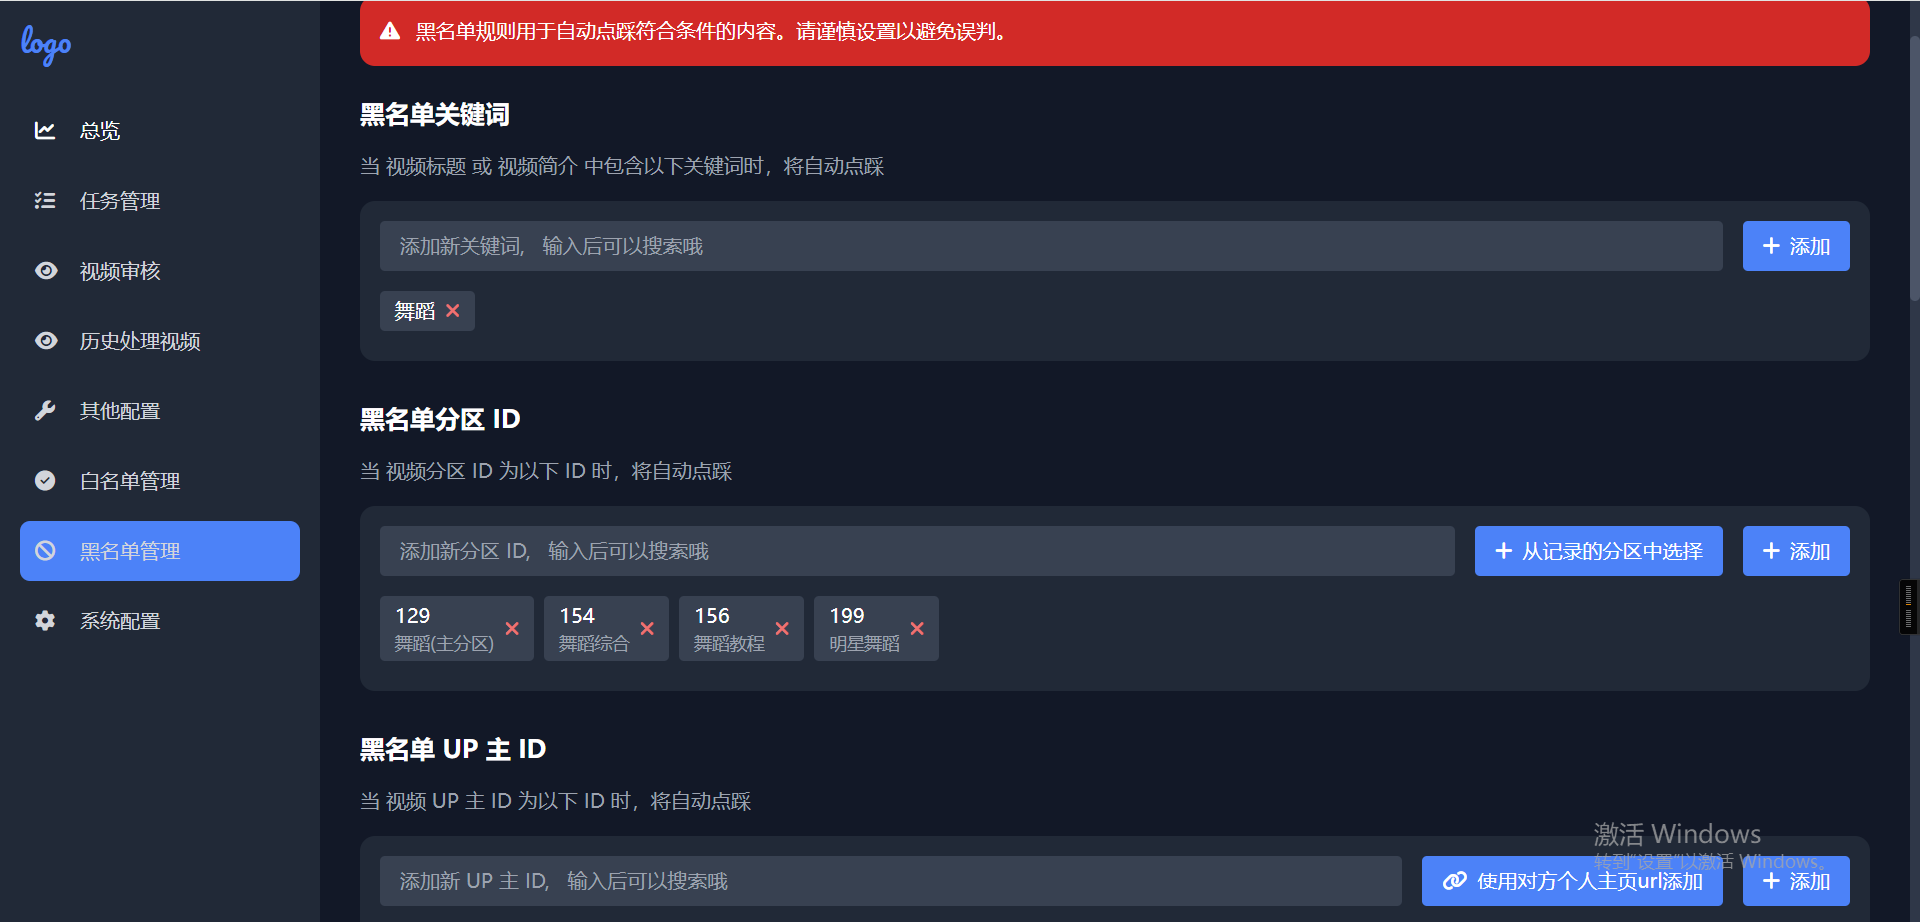 logo
总览
任务管理
视频审核
历史处理视频
其他配置
白名单管理
黑名单管理
系统配置
黑名单规则用于自动点踩符合条件的内容。请谨慎设置以避免误判。
黑名单关键词
当 视频标题 或 视频简介 中包含以下关键词时，将自动点踩
添加新关键词, 输入后可以搜索哦
添加
舞蹈
黑名单分区 ID
当 视频分区 ID 为以下 ID 时，将自动点踩
添加新分区 ID, 输入后可以搜索哦
从记录的分区中选择
添加
129
舞蹈(主分区)
154
舞蹈综合
156
舞蹈教程
199
明星舞蹈
黑名单 UP 主 ID
当 视频 UP 主 ID 为以下 ID 时，将自动点踩
添加新 UP 主 ID, 输入后可以搜索哦
使用对方个人主页url添加
添加
激活 Windows
转到“设置”以激活 Windows。